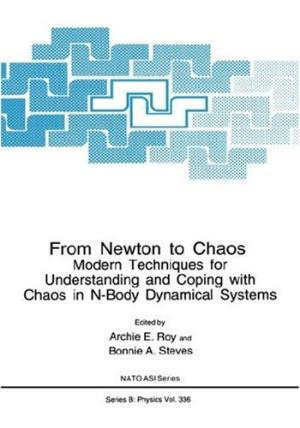 From Newton to Chaos
Modern Techniques for
Understanding and Coping with
Chaos in N-Body Dynamical Systems
Edited by
Archie E. Roy and
Bonnie A. Steves
NATO ASI Series
Series B: Physics Vol. 336